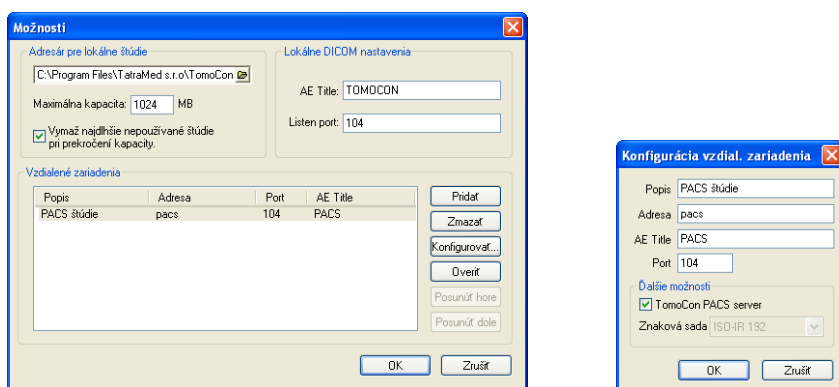 Možnosti
Adresár pre lokálne štúdie
C:\Program Files\TatraMed s.r.o\TomoCon
Maximálna kapacita: 1024 MB
Vymaž najdlhšie nepoužívané štúdie
pri prekročení kapacity.
Lokálne DICOM nastavenia
AE Title: TOMOCON
Listen port: 104
Vzdialené zariadenia
Popis Adresa Port AE Title
PACS štúdie pacs 104 PACS
Pridať
Zmazať
Konfigurovať...
Overiť
Posunúť hore
Posunúť dole
OK Zrušiť
Konfigurácia vzdial. zariadenia
Popis PACS štúdie
Adresa pacs
AE Title PACS
Port 104
Ďalšie možnosti
TomoCon PACS server
Znaková sada ISO-IR 192
OK Zrušiť